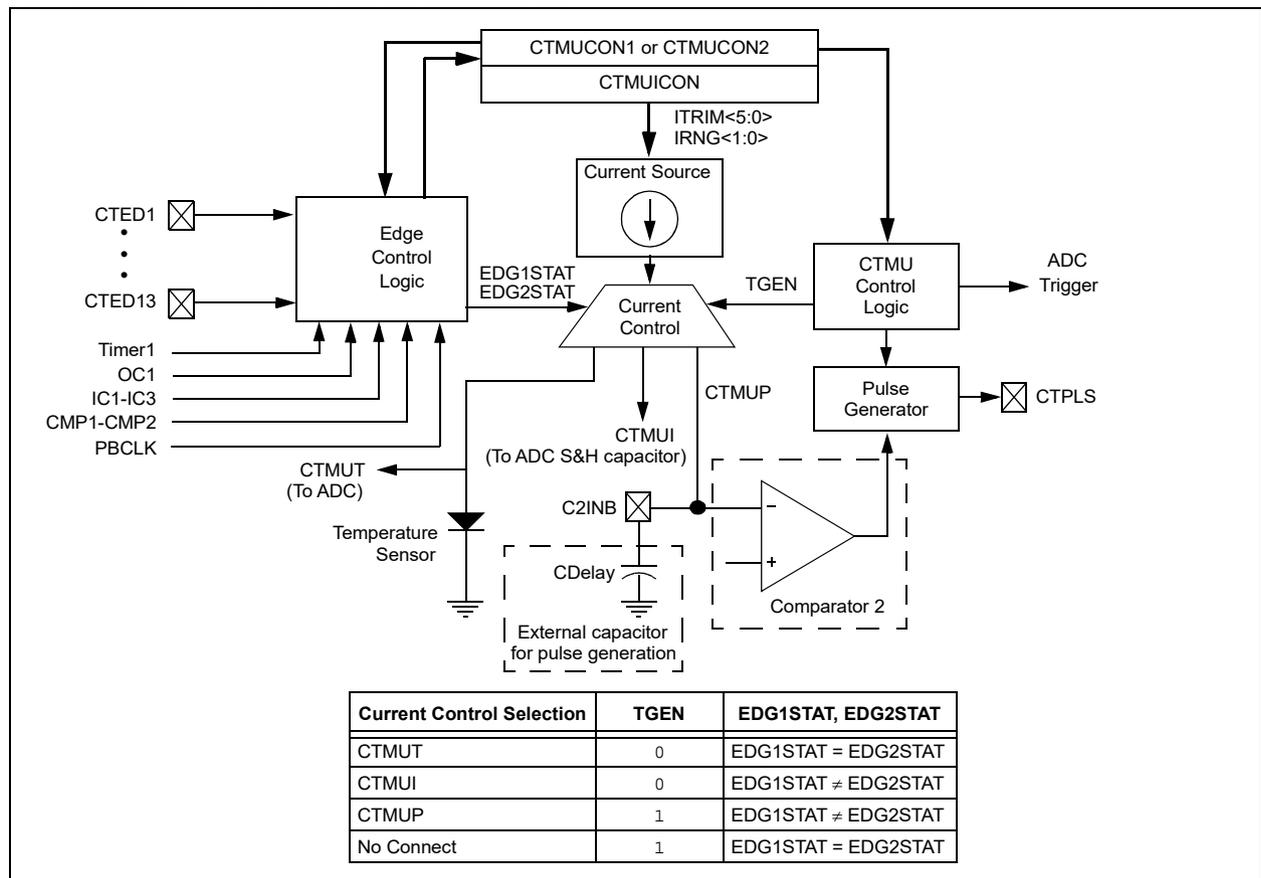 CTMUCON1 or CTMUCON2
CTMUICON
ITRIM<5:0>
IRNG<1:0>
Current Source
CTED1
CTED13
Edge
Control
Logic
EDG1STAT
EDG2STAT
Current
Control
TGEN
CTMU
Control
Logic
ADC
Trigger
Timer1
OC1
IC1-IC3
CMP1-CMP2
PBCLK
CTMUP
Pulse
Generator
CTPLS
CTMUI
(To ADC S&H capacitor)
CTMUT
(To ADC)
C2INB
Temperature
Sensor
CDelay
External capacitor
for pulse generation
−
+
Comparator 2
Current Control Selection TGEN EDG1STAT, EDG2STAT
CTMUT 0 EDG1STAT = EDG2STAT
CTMUI 0 EDG1STAT ≠ EDG2STAT
CTMUP 1 EDG1STAT ≠ EDG2STAT
No Connect 1 EDG1STAT = EDG2STAT